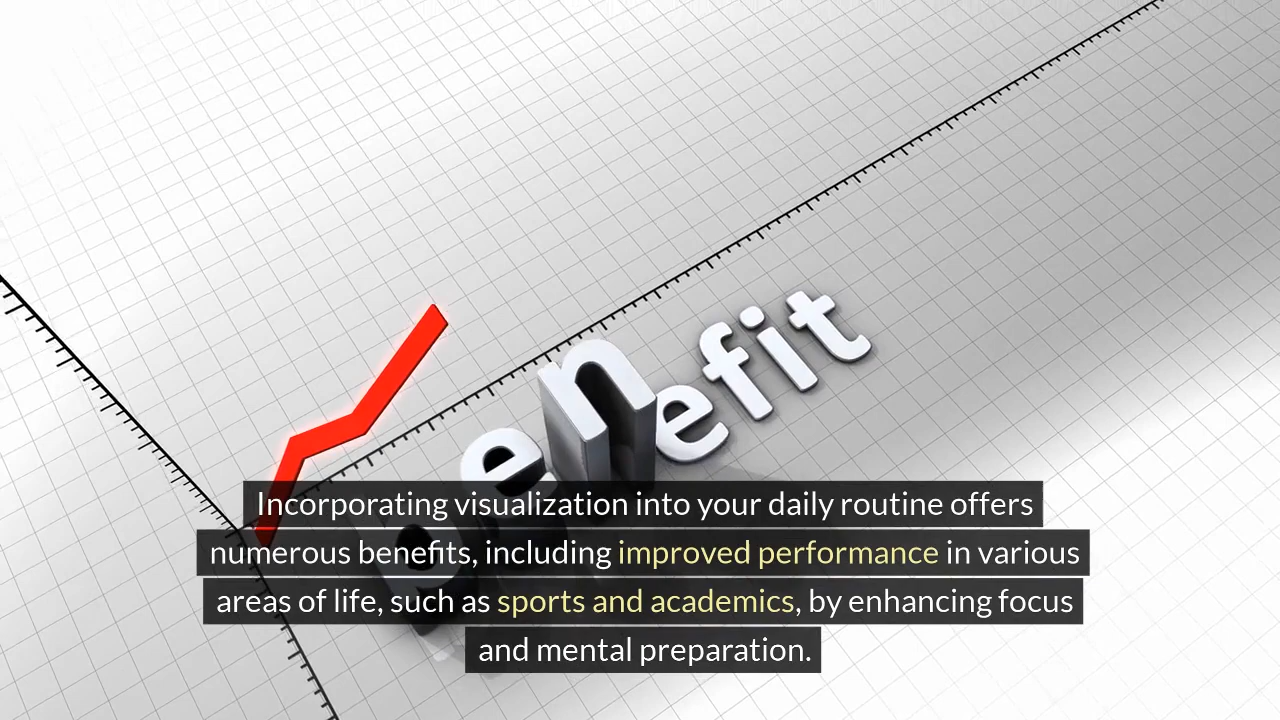 benefit
Incorporating visualization into your daily routine offers
numerous benefits, including improved performance in various
areas of life, such as sports and academics, by enhancing focus
and mental preparation.